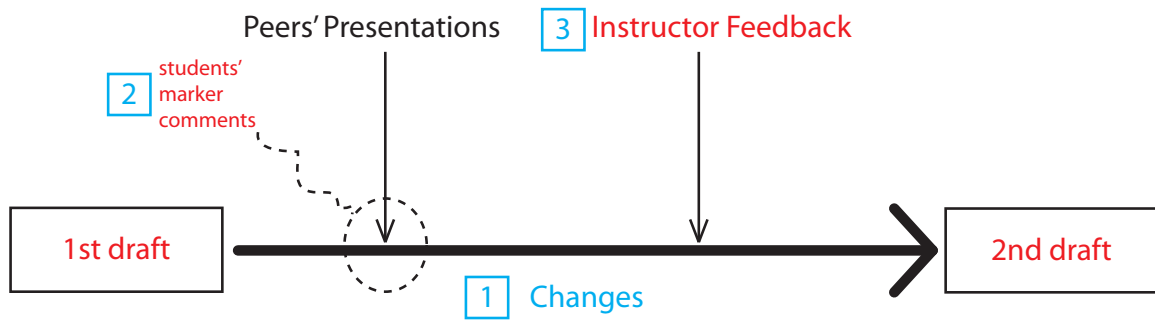 Peers’ Presentations
3 Instructor Feedback
2
students’
marker
comments
1st draft
2nd draft
1 Changes